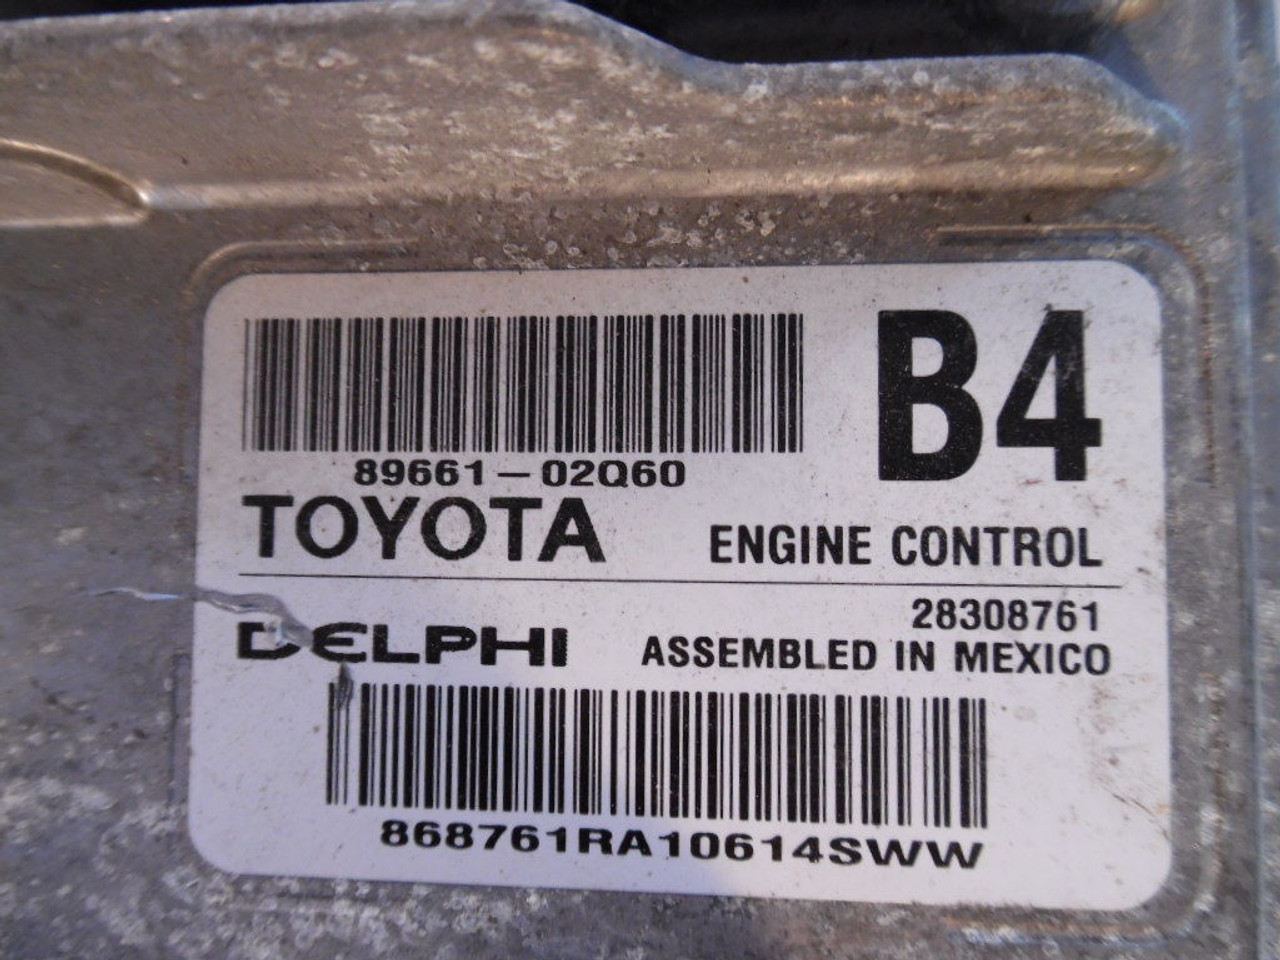 B4
89661-02Q60
TOYOTA ENGINE CONTROL
28308761
DELPHI ASSEMBLED IN MEXICO
868761RA10614SWW